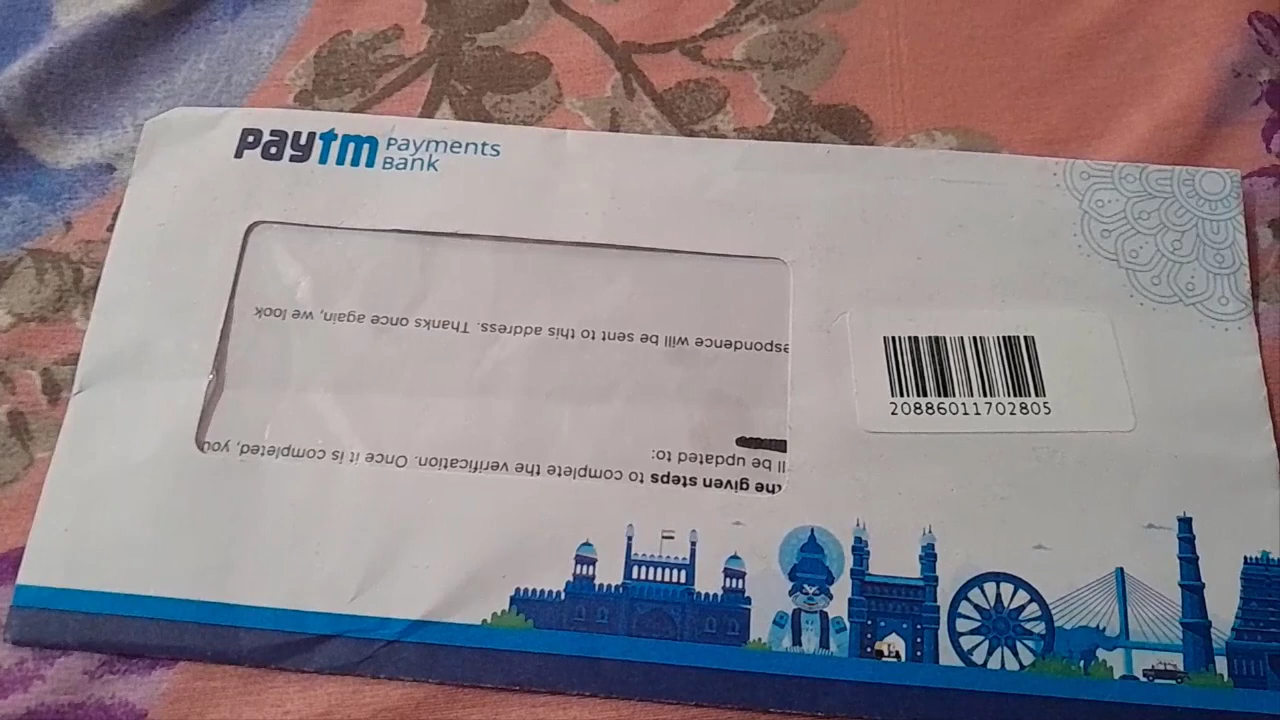 paytm Payments
Bank
the given steps to complete the verification. Once it is completed, you
ll be updated to:
espondence will be sent to this address. Thanks once again, we look
20886011702805